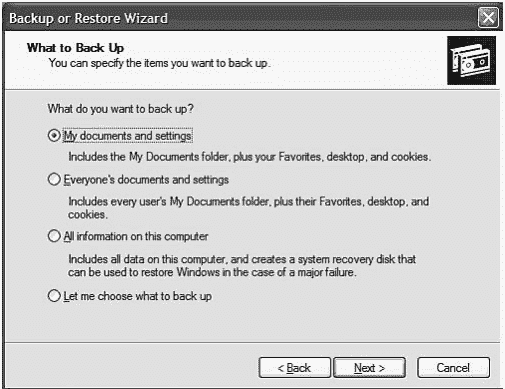 Backup or Restore Wizard
What to Back Up
You can specify the items you want to back up.
What do you want to back up?
My documents and settings
Includes the My Documents folder, plus your Favorites, desktop, and cookies.
Everyone's documents and settings
Includes every user's My Documents folder, plus their Favorites, desktop, and
cookies.
All information on this computer
Includes all data on this computer, and creates a system recovery disk that
can be used to restore Windows in the case of a major failure.
Let me choose what to back up
< Back Next > Cancel